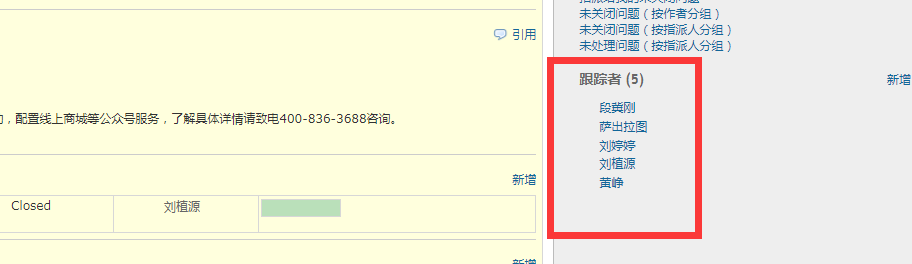 引用
，配置线上商城等公众号服务，了解具体详情请致电400-836-3688咨询。
新增
Closed
刘植源
新增
未关闭问题（按作者分组）
未关闭问题（按指派人分组）
未处理问题（按指派人分组）
跟踪者 (5)
新增
段黄刚
萨出拉图
刘婷婷
刘植源
黄峥